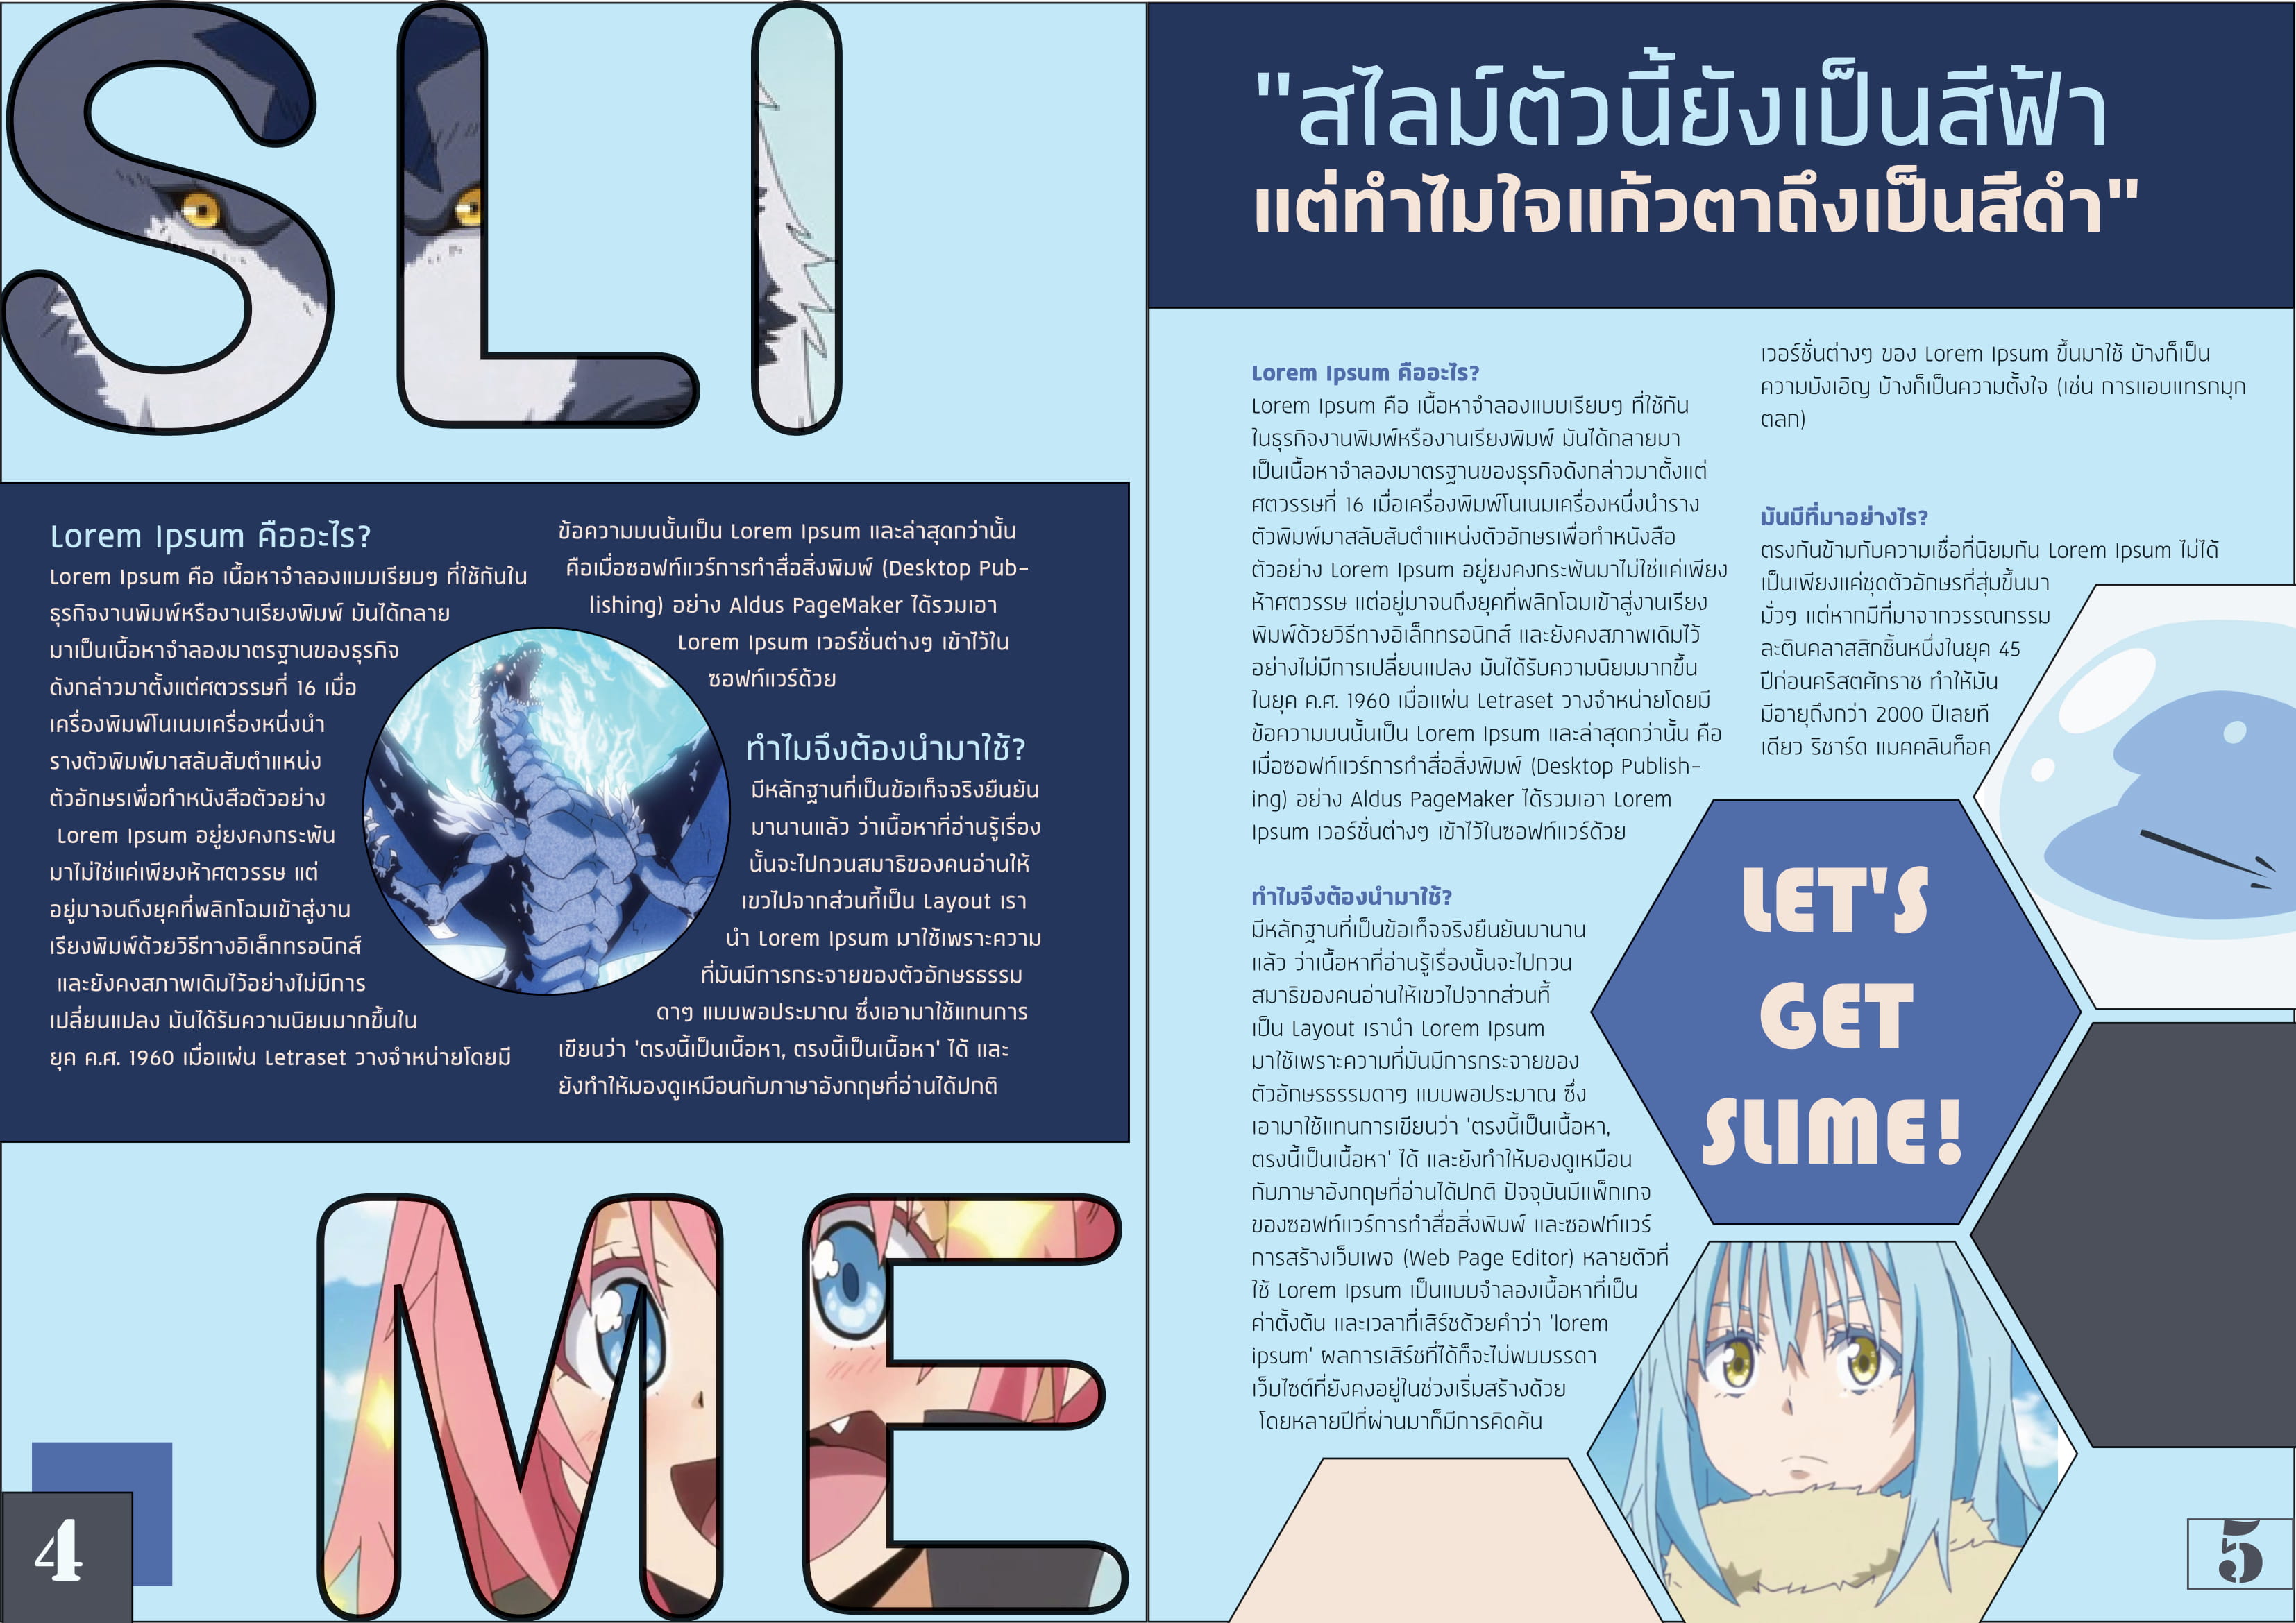 SLI
Lorem Ipsum คืออะไร?
Lorem Ipsum คือ เนื้อหาจำลองแบบเรียบๆ ที่ใช้กันใน
ธุรกิจงานพิมพ์หรืองานเรียงพิมพ์ มันได้กลาย
มาเป็นเนื้อหาจำลองมาตรฐานของธุรกิจ
ดังกล่าวมาตั้งแต่ศตวรรษที่ 16 เมื่อ
เครื่องพิมพ์โนเนมเครื่องหนึ่งนำ
รางตัวพิมพ์มาสลับสับตำแหน่ง
ตัวอักษรเพื่อทำหนังสือตัวอย่าง
Lorem Ipsum อยู่ยงคงกระพัน
มาไม่ใช่แค่เพียงห้าศตวรรษ แต่
อยู่มาจนถึงยุคที่พลิกโฉมเข้าสู่งาน
เรียงพิมพ์ด้วยวิธีทางอิเล็กทรอนิกส์
และยังคงสภาพเดิมไว้อย่างไม่มีการ
เปลี่ยนแปลง มันได้รับความนิยมมากขึ้นใน
ยุค ค.ศ. 1960 เมื่อแผ่น Letraset วางจำหน่ายโดยมี
ข้อความบนนั้นเป็น Lorem Ipsum และล่าสุดกว่านั้น
คือเมื่อซอฟท์แวร์การทำสื่อสิ่งพิมพ์ (Desktop Pub-
lishing) อย่าง Aldus PageMaker ได้รวมเอา
Lorem Ipsum เวอร์ชั่นต่างๆ เข้าไว้ใน
ซอฟท์แวร์ด้วย
ทำไมจึงต้องนำมาใช้?
มีหลักฐานที่เป็นข้อเท็จจริงยืนยัน
มานานแล้ว ว่าเนื้อหาที่อ่านรู้เรื่อง
นั้นจะไปกวนสมาธิของคนอ่านให้
เขวไปจากส่วนที้เป็น Layout เรา
นำ Lorem Ipsum มาใช้เพราะความ
ที่มันมีการกระจายของตัวอักษรธรรม
ดาๆ แบบพอประมาณ ซึ่งเอามาใช้แทนการ
เขียนว่า 'ตรงนี้เป็นเนื้อหา, ตรงนี้เป็นเนื้อหา' ได้ และ
ยังทำให้มองดูเหมือนกับภาษาอังกฤษที่อ่านได้ปกติ
ME
4
"สไลม์ตัวนี้ยังเป็นสีฟ้า
แต่ทำไมใจแก้วตาถึงเป็นสีดำ"
Lorem Ipsum คืออะไร?
Lorem Ipsum คือ เนื้อหาจำลองแบบเรียบๆ ที่ใช้กัน
ในธุรกิจงานพิมพ์หรืองานเรียงพิมพ์ มันได้กลายมา
เป็นเนื้อหาจำลองมาตรฐานของธุรกิจดังกล่าวมาตั้งแต่
ศตวรรษที่ 16 เมื่อเครื่องพิมพ์โนเนมเครื่องหนึ่งนำราง
ตัวพิมพ์มาสลับสับตำแหน่งตัวอักษรเพื่อทำหนังสือ
ตัวอย่าง Lorem Ipsum อยู่ยงคงกระพันมาไม่ใช่แค่เพียง
ห้าศตวรรษ แต่อยู่มาจนถึงยุคที่พลิกโฉมเข้าสู่งานเรียง
พิมพ์ด้วยวิธีทางอิเล็กทรอนิกส์ และยังคงสภาพเดิมไว้
อย่างไม่มีการเปลี่ยนแปลง มันได้รับความนิยมมากขึ้น
ในยุค ค.ศ. 1960 เมื่อแผ่น Letraset วางจำหน่ายโดยมี
ข้อความบนนั้นเป็น Lorem Ipsum และล่าสุดกว่านั้น คือ
เมื่อซอฟท์แวร์การทำสื่อสิ่งพิมพ์ (Desktop Publish-
ing) อย่าง Aldus PageMaker ได้รวมเอา Lorem
Ipsum เวอร์ชั่นต่างๆ เข้าไว้ในซอฟท์แวร์ด้วย
ทำไมจึงต้องนำมาใช้?
มีหลักฐานที่เป็นข้อเท็จจริงยืนยันมานาน
แล้ว ว่าเนื้อหาที่อ่านรู้เรื่องนั้นจะไปกวน
สมาธิของคนอ่านให้เขวไปจากส่วนที้
เป็น Layout เรานำ Lorem Ipsum
มาใช้เพราะความที่มันมีการกระจายของ
ตัวอักษรธรรมดาๆ แบบพอประมาณ ซึ่ง
เอามาใช้แทนการเขียนว่า 'ตรงนี้เป็นเนื้อหา,
ตรงนี้เป็นเนื้อหา' ได้ และยังทำให้มองดูเหมือน
กับภาษาอังกฤษที่อ่านได้ปกติ ปัจจุบันมีแพ็กเกจ
ของซอฟท์แวร์การทำสื่อสิ่งพิมพ์ และซอฟท์แวร์
การสร้างเว็บเพจ (Web Page Editor) หลายตัวที่
ใช้ Lorem Ipsum เป็นแบบจำลองเนื้อหาที่เป็น
ค่าตั้งต้น และเวลาที่เสิร์ชด้วยคำว่า 'lorem
ipsum' ผลการเสิร์ชที่ได้ก็จะไม่พบบรรดา
เว็บไซต์ที่ยังคงอยู่ในช่วงเริ่มสร้างด้วย
โดยหลายปีที่ผ่านมาก็มีการคิดค้น
เวอร์ชั่นต่างๆ ของ Lorem Ipsum ขึ้นมาใช้ บ้างก็เป็น
ความบังเอิญ บ้างก็เป็นความตั้งใจ (เช่น การแอบแทรกมุก
ตลก)
มันมีที่มาอย่างไร?
ตรงกันข้ามกับความเชื่อที่นิยมกัน Lorem Ipsum ไม่ได้
เป็นเพียงแค่ชุดตัวอักษรที่สุ่มขึ้นมา
มั่วๆ แต่หากมีที่มาจากวรรณกรรม
ละตินคลาสสิกชิ้นหนึ่งในยุค 45
ปีก่อนคริสตศักราช ทำให้มัน
มีอายุถึงกว่า 2000 ปีเลยที
เดียว ริชาร์ด แมคคลินท็อค
LET'S
GET
SLIME!
5